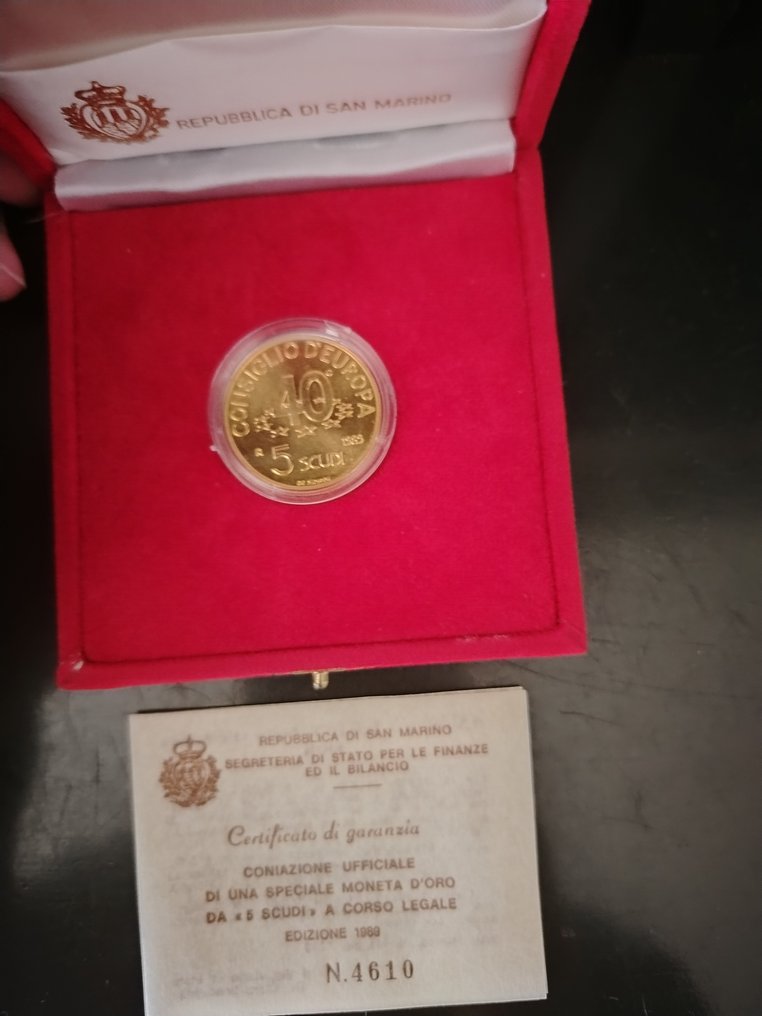 REPUBBLICA DI SAN MARINO
CONSIGLIO D'EUROPA
40°
1989
R 5 SCUDI
REPUBBLICA DI SAN MARINO
SEGRETERIA DI STATO PER LE FINANZE
ED IL BILANCIO
Certificato di garanzia
CONIAZIONE UFFICIALE
DI UNA SPECIALE MONETA D'ORO
DA «5 SCUDI» A CORSO LEGALE
EDIZIONE 1989
N.4610